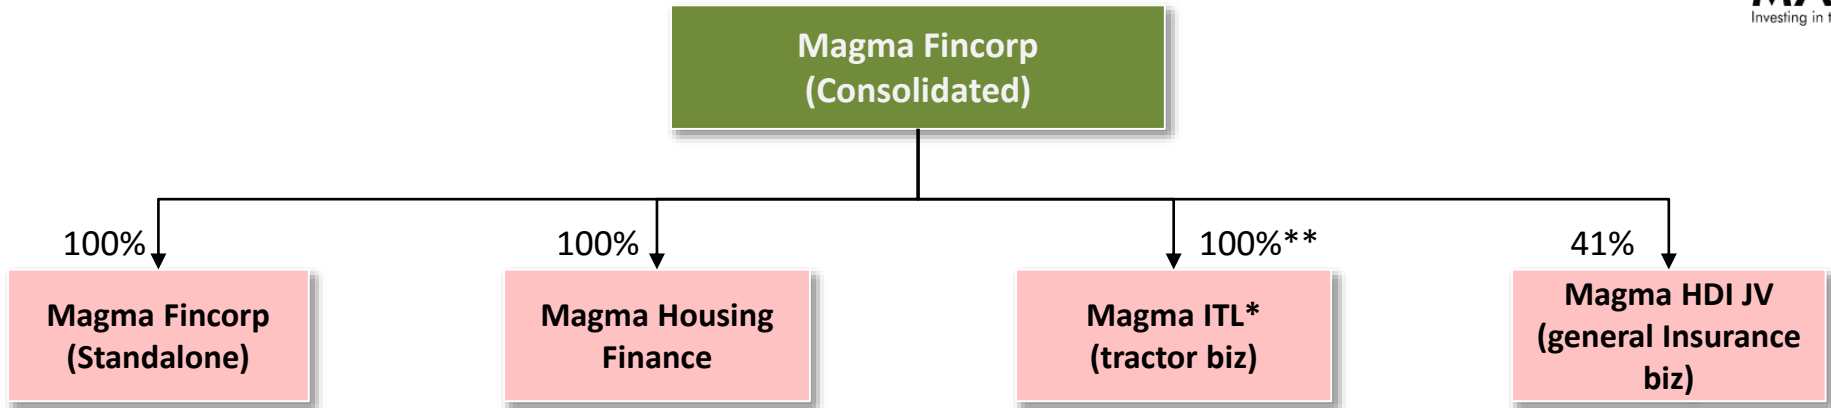 Investing in t
Magma Fincorp
(Consolidated)
100%
100%
100%**
41%
Magma Fincorp
(Standalone)
Magma Housing
Finance
Magma ITL*
(tractor biz)
Magma HDI JV
(general Insurance
biz)